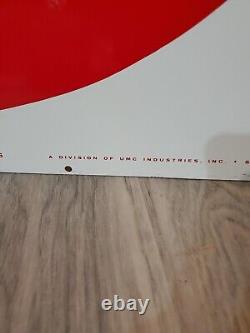 S A DIVISION OF UMC INDUSTRIES, INC. •